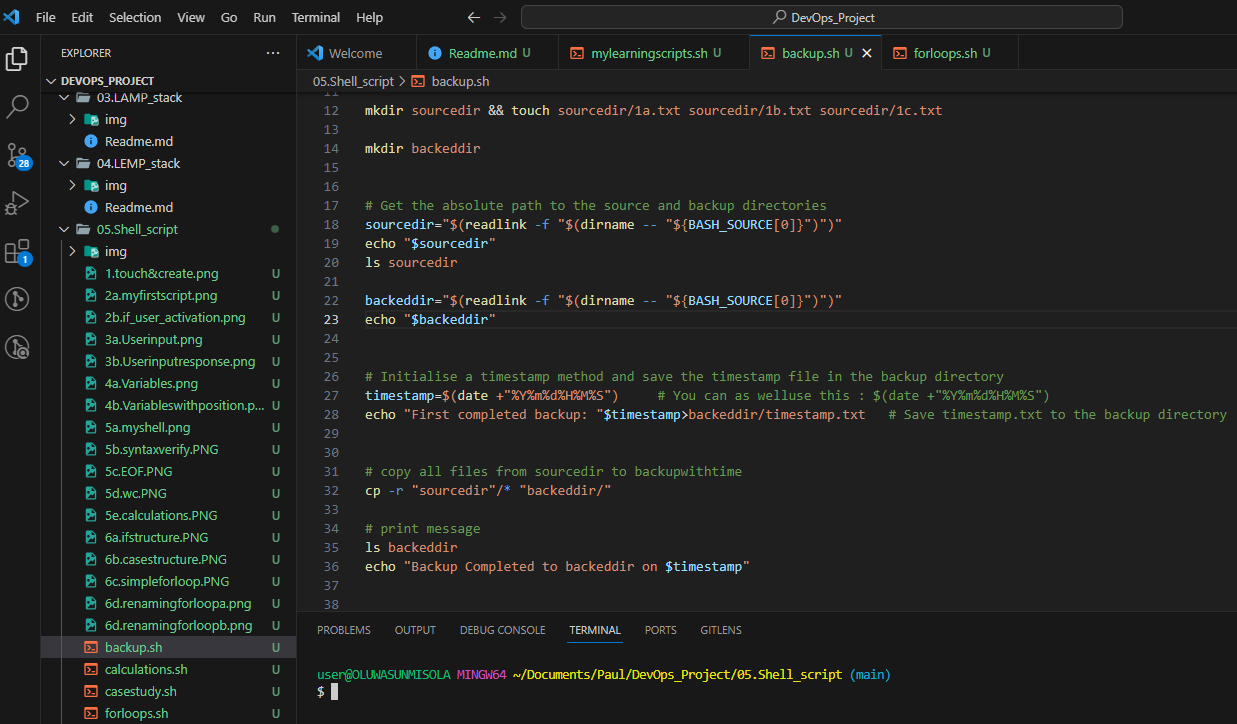 File Edit Selection View Go Run Terminal Help
DevOps_Project
EXPLORER
DEVOPS_PROJECT
03.LAMP_stack
img
Readme.md
04.LEMP_stack
img
Readme.md
05.Shell_script
img
1.touch&create.png U
2a.myfirstscript.png U
2b.if_user_activation.png U
3a.Userinput.png U
3b.Userinputresponse.png U
4a.Variables.png U
4b.Variableswithposition.p... U
5a.myshell.png U
5b.syntaxverify.PNG U
5c.EOF.PNG U
5d.wc.PNG U
5e.calculations.PNG U
6a.ifstructure.PNG U
6b.casestructure.PNG U
6c.simpleforloop.PNG U
6d.renamingforloopa.png U
6d.renamingforloopb.png U
backup.sh U
calculations.sh U
casestudy.sh U
forloops.sh U
28
1
Welcome
Readme.md U
mylearningscripts.sh U
backup.sh U
forloops.sh U
05.Shell_script > backup.sh
11
12 mkdir sourcedir && touch sourcedir/1a.txt sourcedir/1b.txt sourcedir/1c.txt
13
14 mkdir backeddir
15
16
17 # Get the absolute path to the source and backup directories
18 sourcedir="$(readlink -f "$(dirname -- "${BASH_SOURCE[0]}")")"
19 echo "$sourcedir"
20 ls sourcedir
21
22 backeddir="$(readlink -f "$(dirname -- "${BASH_SOURCE[0]}")")"
23 echo "$backeddir"
24
25
26 # Initialise a timestamp method and save the timestamp file in the backup directory
27 timestamp=$(date +"%Y%m%d%H%M%S") # You can as welluse this : $(date +"%Y%m%d%H%M%S")
28 echo "First completed backup: "$timestamp>backeddir/timestamp.txt # Save timestamp.txt to the backup directory
29
30
31 # copy all files from sourcedir to backupwithtime
32 cp -r "sourcedir"/* "backeddir/"
33
34 # print message
35 ls backeddir
36 echo "Backup Completed to backeddir on $timestamp"
37
38
PROBLEMS OUTPUT DEBUG CONSOLE TERMINAL PORTS GITLENS
user@OLUWASUNMISOLA MINGW64 ~/Documents/Paul/DevOps_Project/05.Shell_script (main)
$